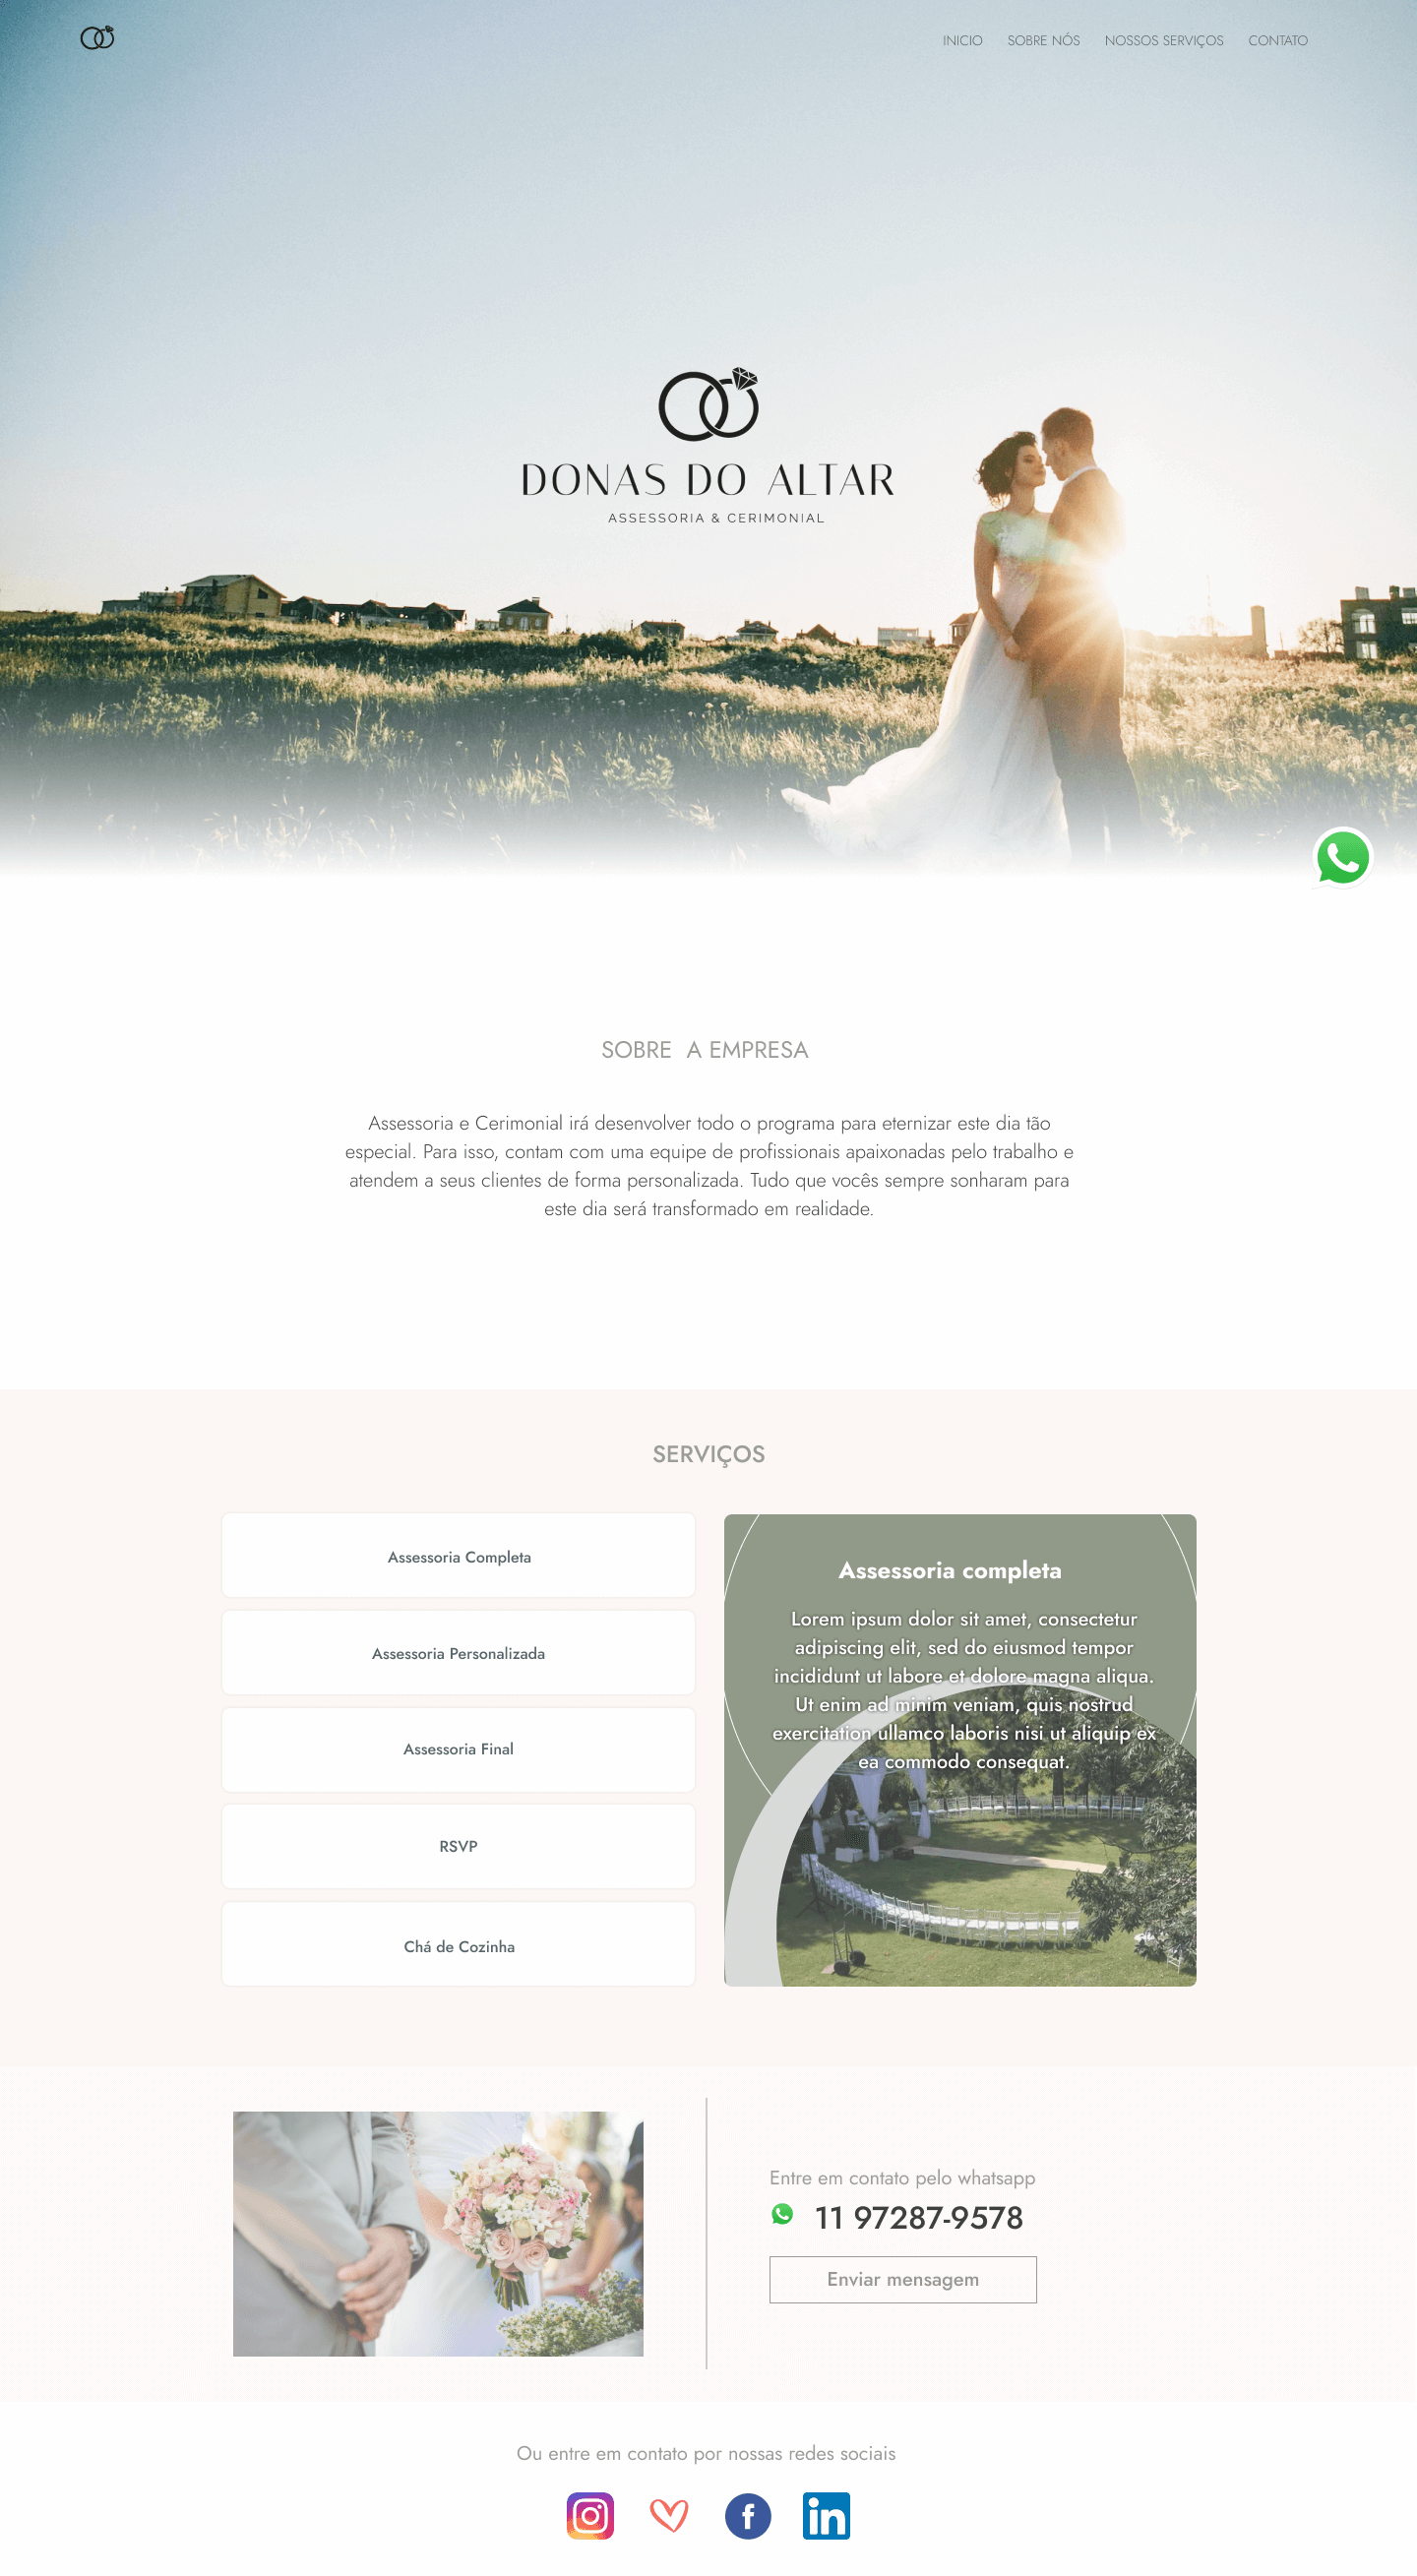 INICIO SOBRE NÓS NOSSOS SERVIÇOS CONTATO
DONAS DO ALTAR
ASSESSORIA & CERIMONIAL
SOBRE A EMPRESA
Assessoria e Cerimonial irá desenvolver todo o programa para eternizar este dia tão
especial. Para isso, contam com uma equipe de profissionais apaixonadas pelo trabalho e
atendem a seus clientes de forma personalizada. Tudo que vocês sempre sonharam para
este dia será transformado em realidade.
SERVIÇOS
Assessoria Completa
Assessoria Personalizada
Assessoria Final
RSVP
Chá de Cozinha
Assessoria completa
Lorem ipsum dolor sit amet, consectetur
adipiscing elit, sed do eiusmod tempor
incididunt ut labore et dolore magna aliqua.
Ut enim ad minim veniam, quis nostrud
exercitation ullamco laboris nisi ut aliquip ex
ea commodo consequat.
Entre em contato pelo whatsapp
11 97287-9578
Enviar mensagem
Ou entre em contato por nossas redes sociais
f
in